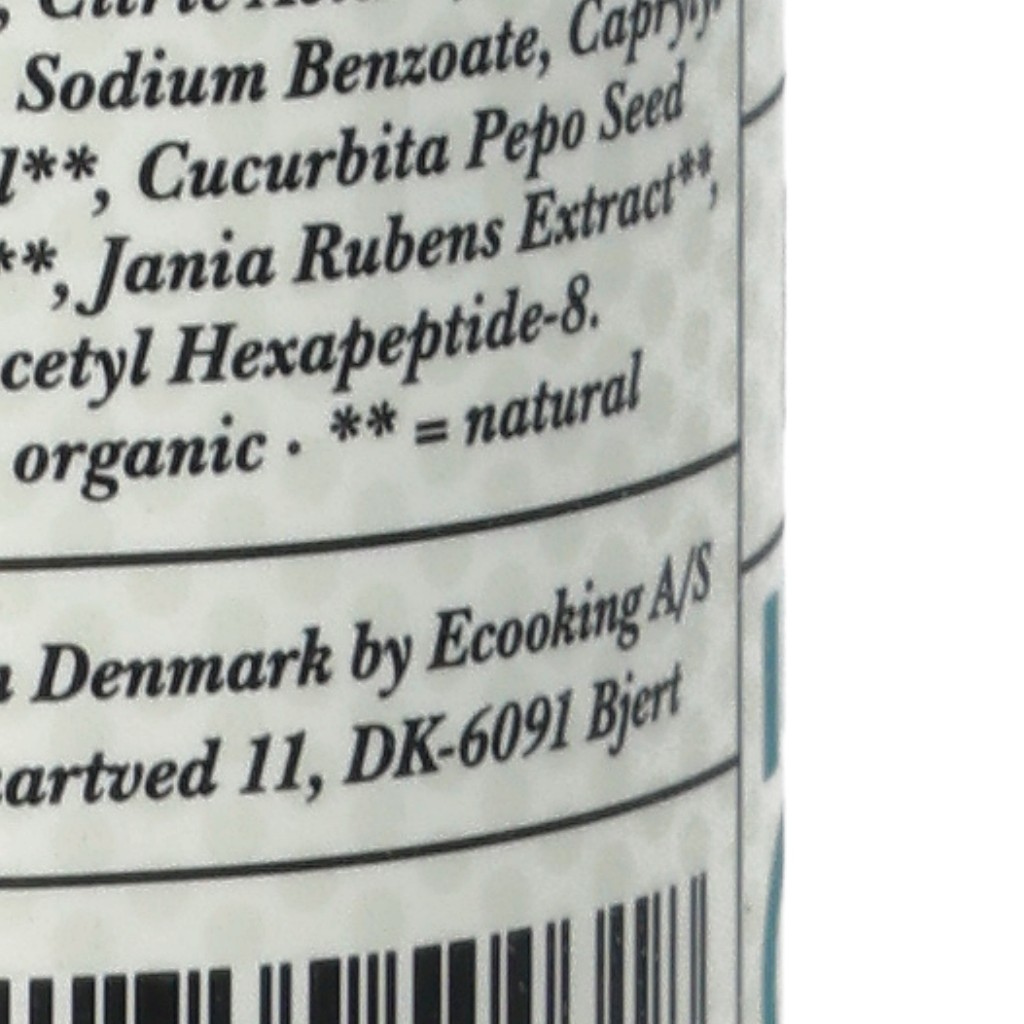 Sodium Benzoate, Capryly
l**, Cucurbita Pepo Seed
**, Jania Rubens Extract**,
cetyl Hexapeptide-8.
organic · ** = natural
n Denmark by Ecooking A/S
artved 11, DK-6091 Bjert